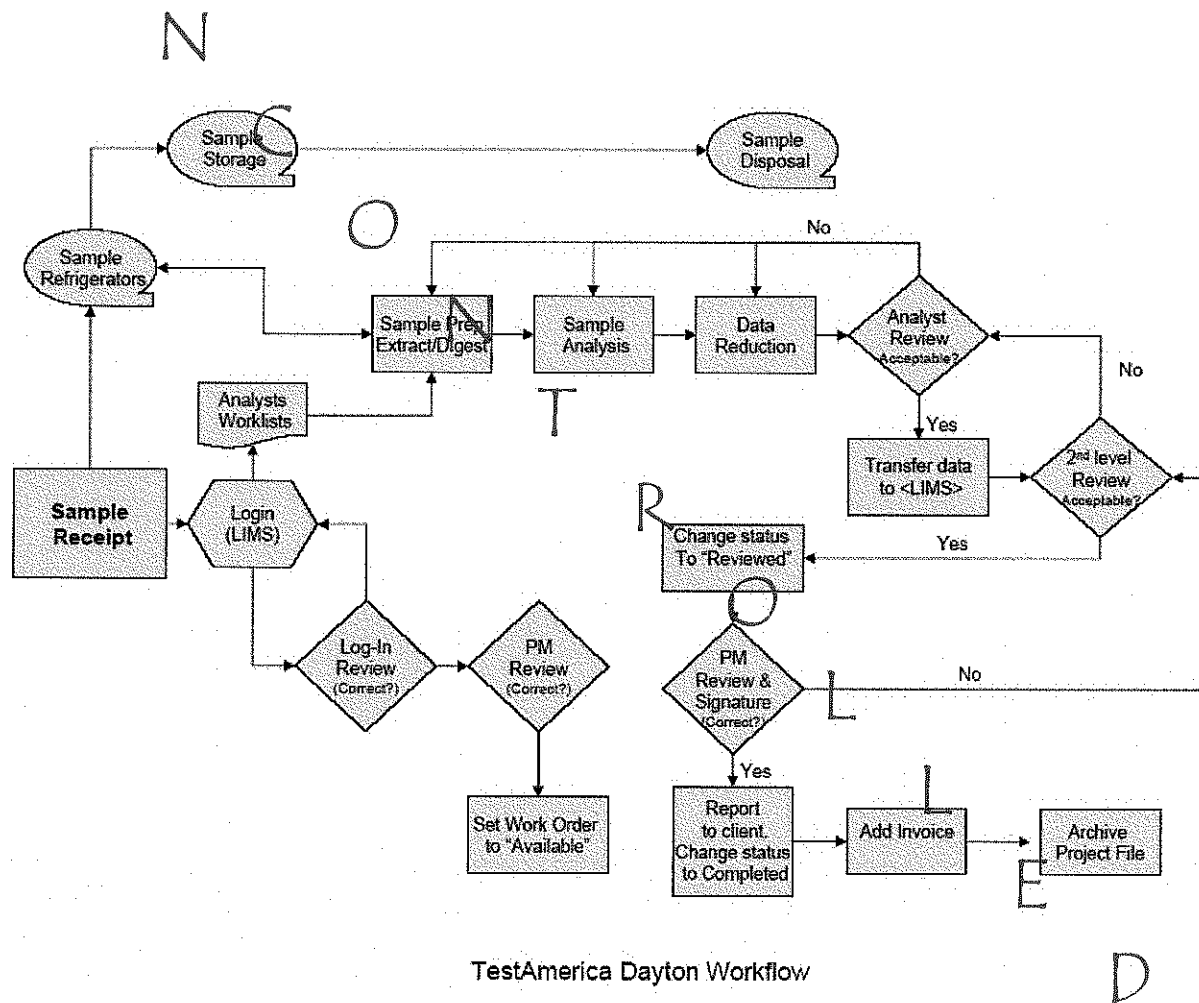 N
C
O
N
T
R
O
L
L
E
D
Sample
Storage
Sample
Disposal
Sample
Refrigerators
No
Sample Prep
Extract/Digest
Sample
Analysis
Data
Reduction
Analyst
Review
Acceptable?
No
Analysts
Worklists
Yes
Transfer data
to <LIMS>
2nd level
Review
Acceptable?
Sample
Receipt
Login
(LIMS)
Change status
To "Reviewed"
Yes
Log-In
Review
(Correct?)
PM
Review
(Correct?)
PM
Review &
Signature
(Correct?)
No
Yes
Set Work Order
to "Available"
Report
to client.
Change status
to Completed
Add Invoice
Archive
Project File
TestAmerica Dayton Workflow